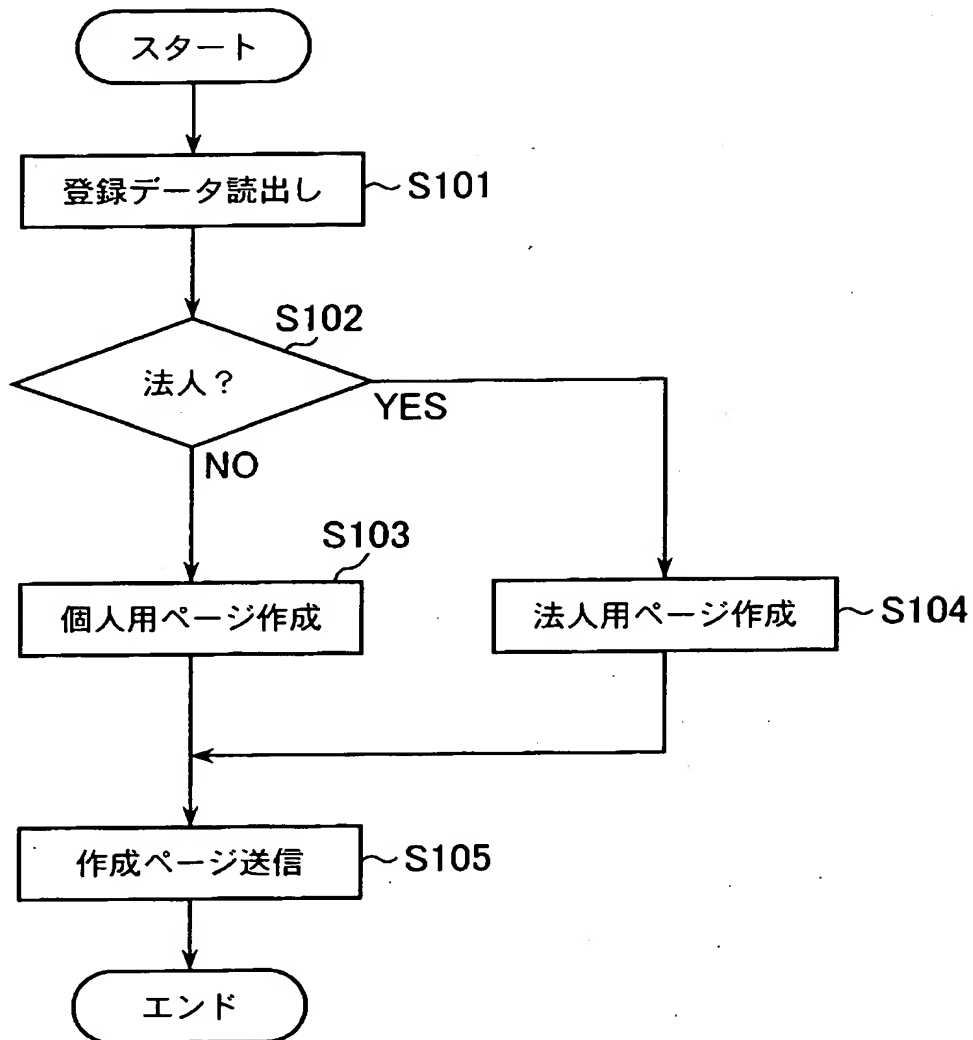 スタート
登録データ読出し
S101
S102
法人？
YES
NO
S103
個人用ページ作成
法人用ページ作成
S104
作成ページ送信
S105
エンド